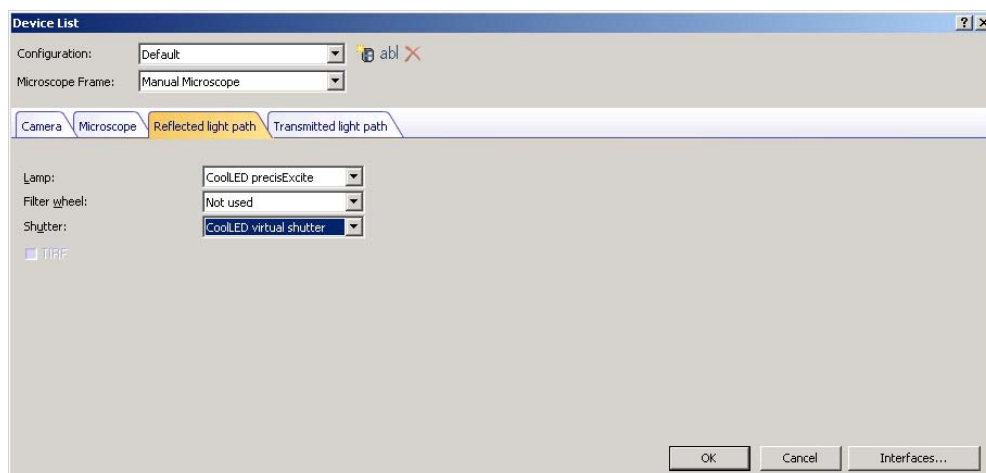 Device List
Configuration: Default abl
Microscope Frame: Manual Microscope
Camera Microscope Reflected light path Transmitted light path
Lamp: CoolLED precisExcite
Filter wheel: Not used
Shutter: CoolLED virtual shutter
TIRF
OK Cancel Interfaces...